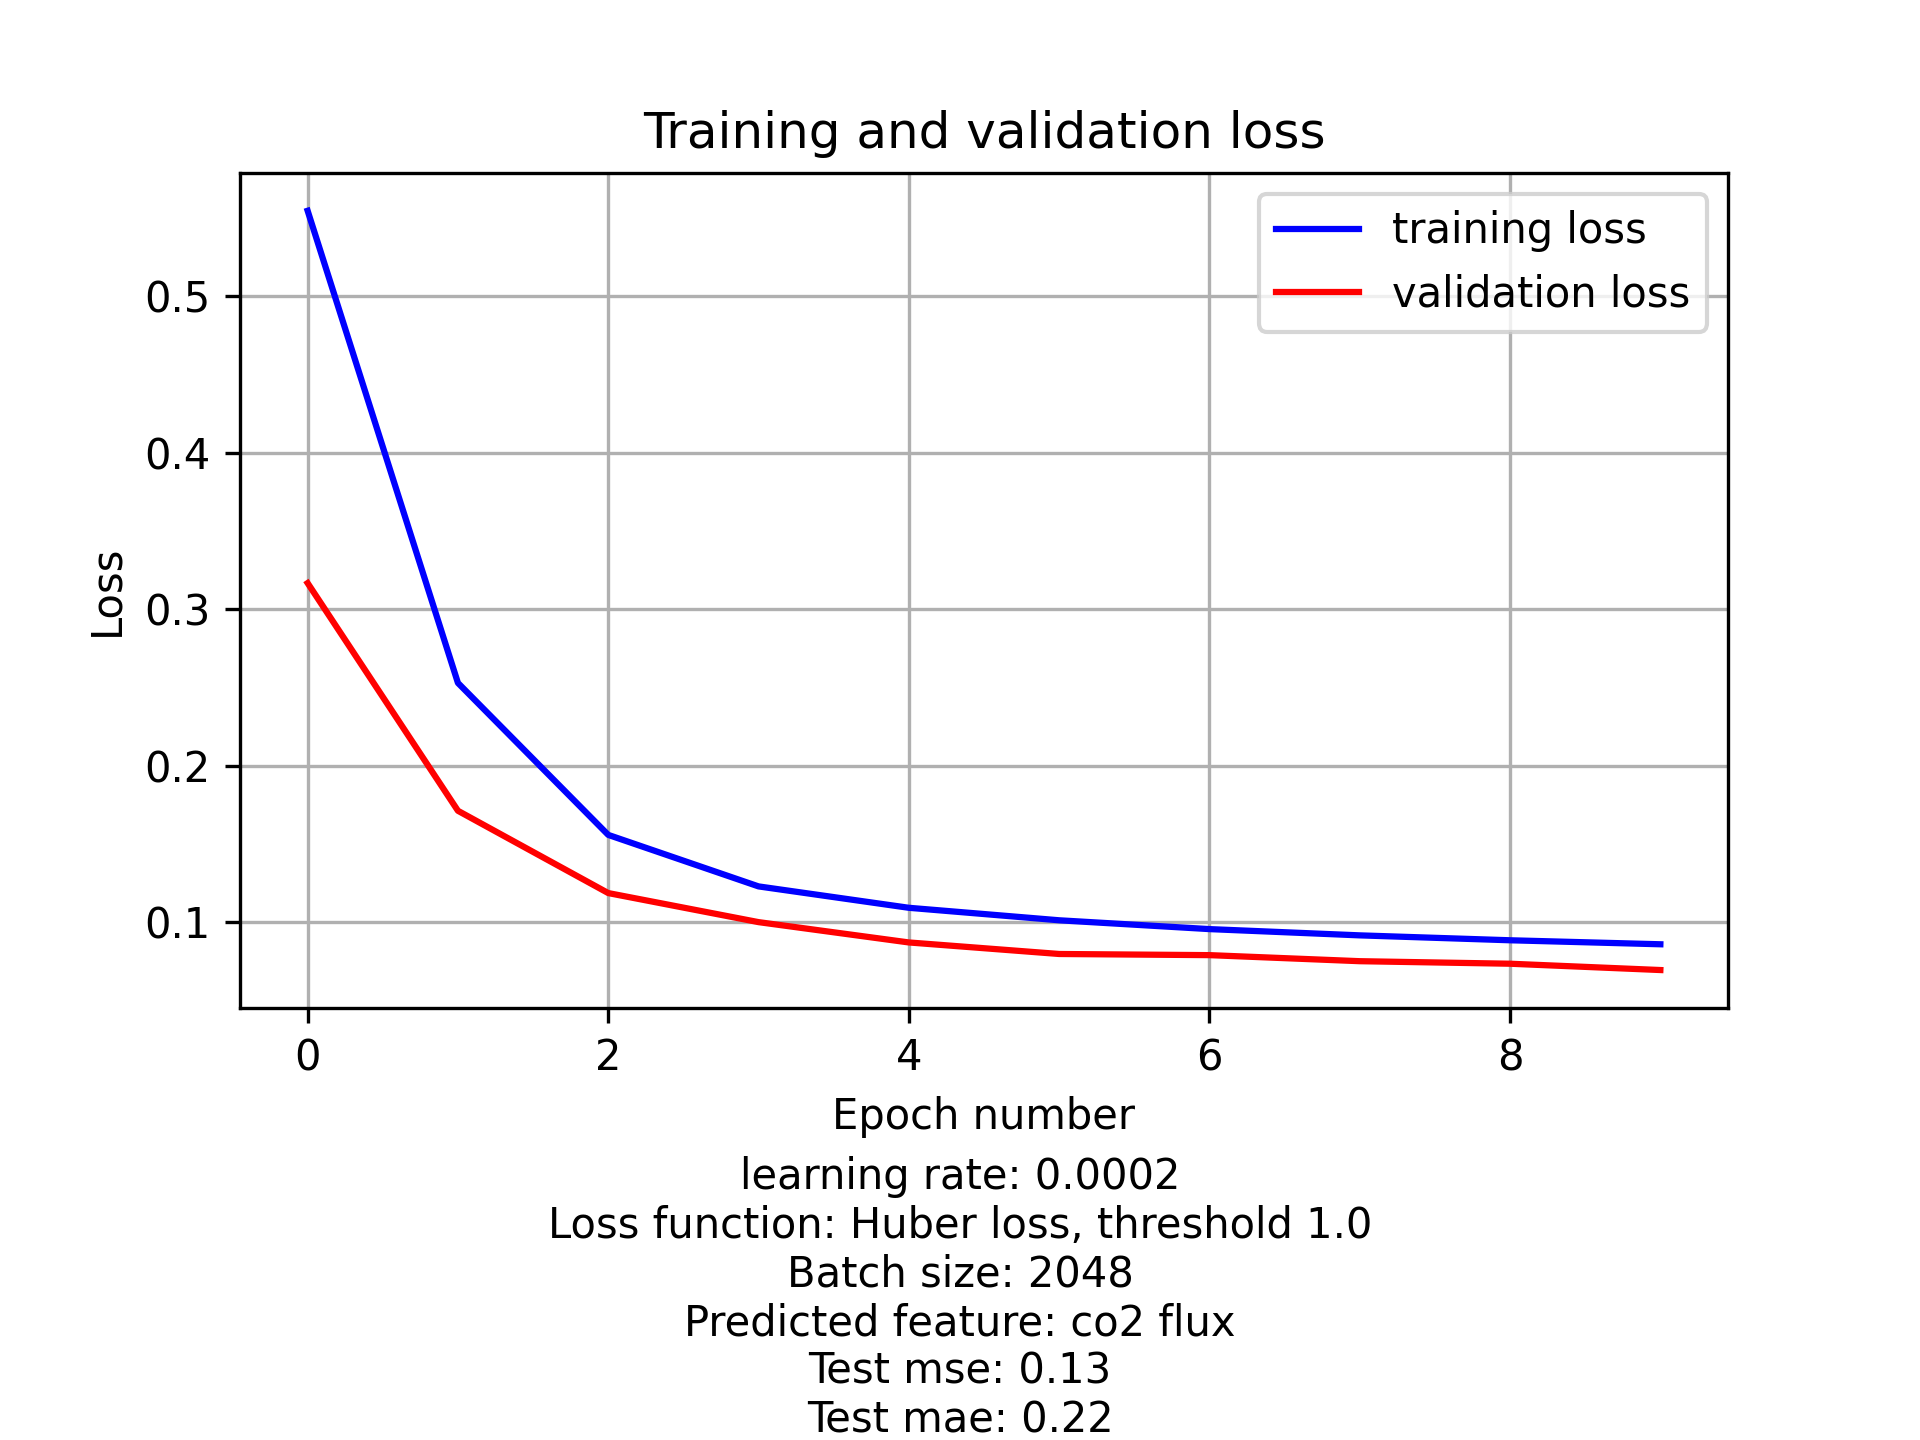 Training and validation loss
training loss
validation loss
Loss
0.5
0.4
0.3
0.2
0.1
0 2 4 6 8
Epoch number
learning rate: 0.0002
Loss function: Huber loss, threshold 1.0
Batch size: 2048
Predicted feature: co2 flux
Test mse: 0.13
Test mae: 0.22